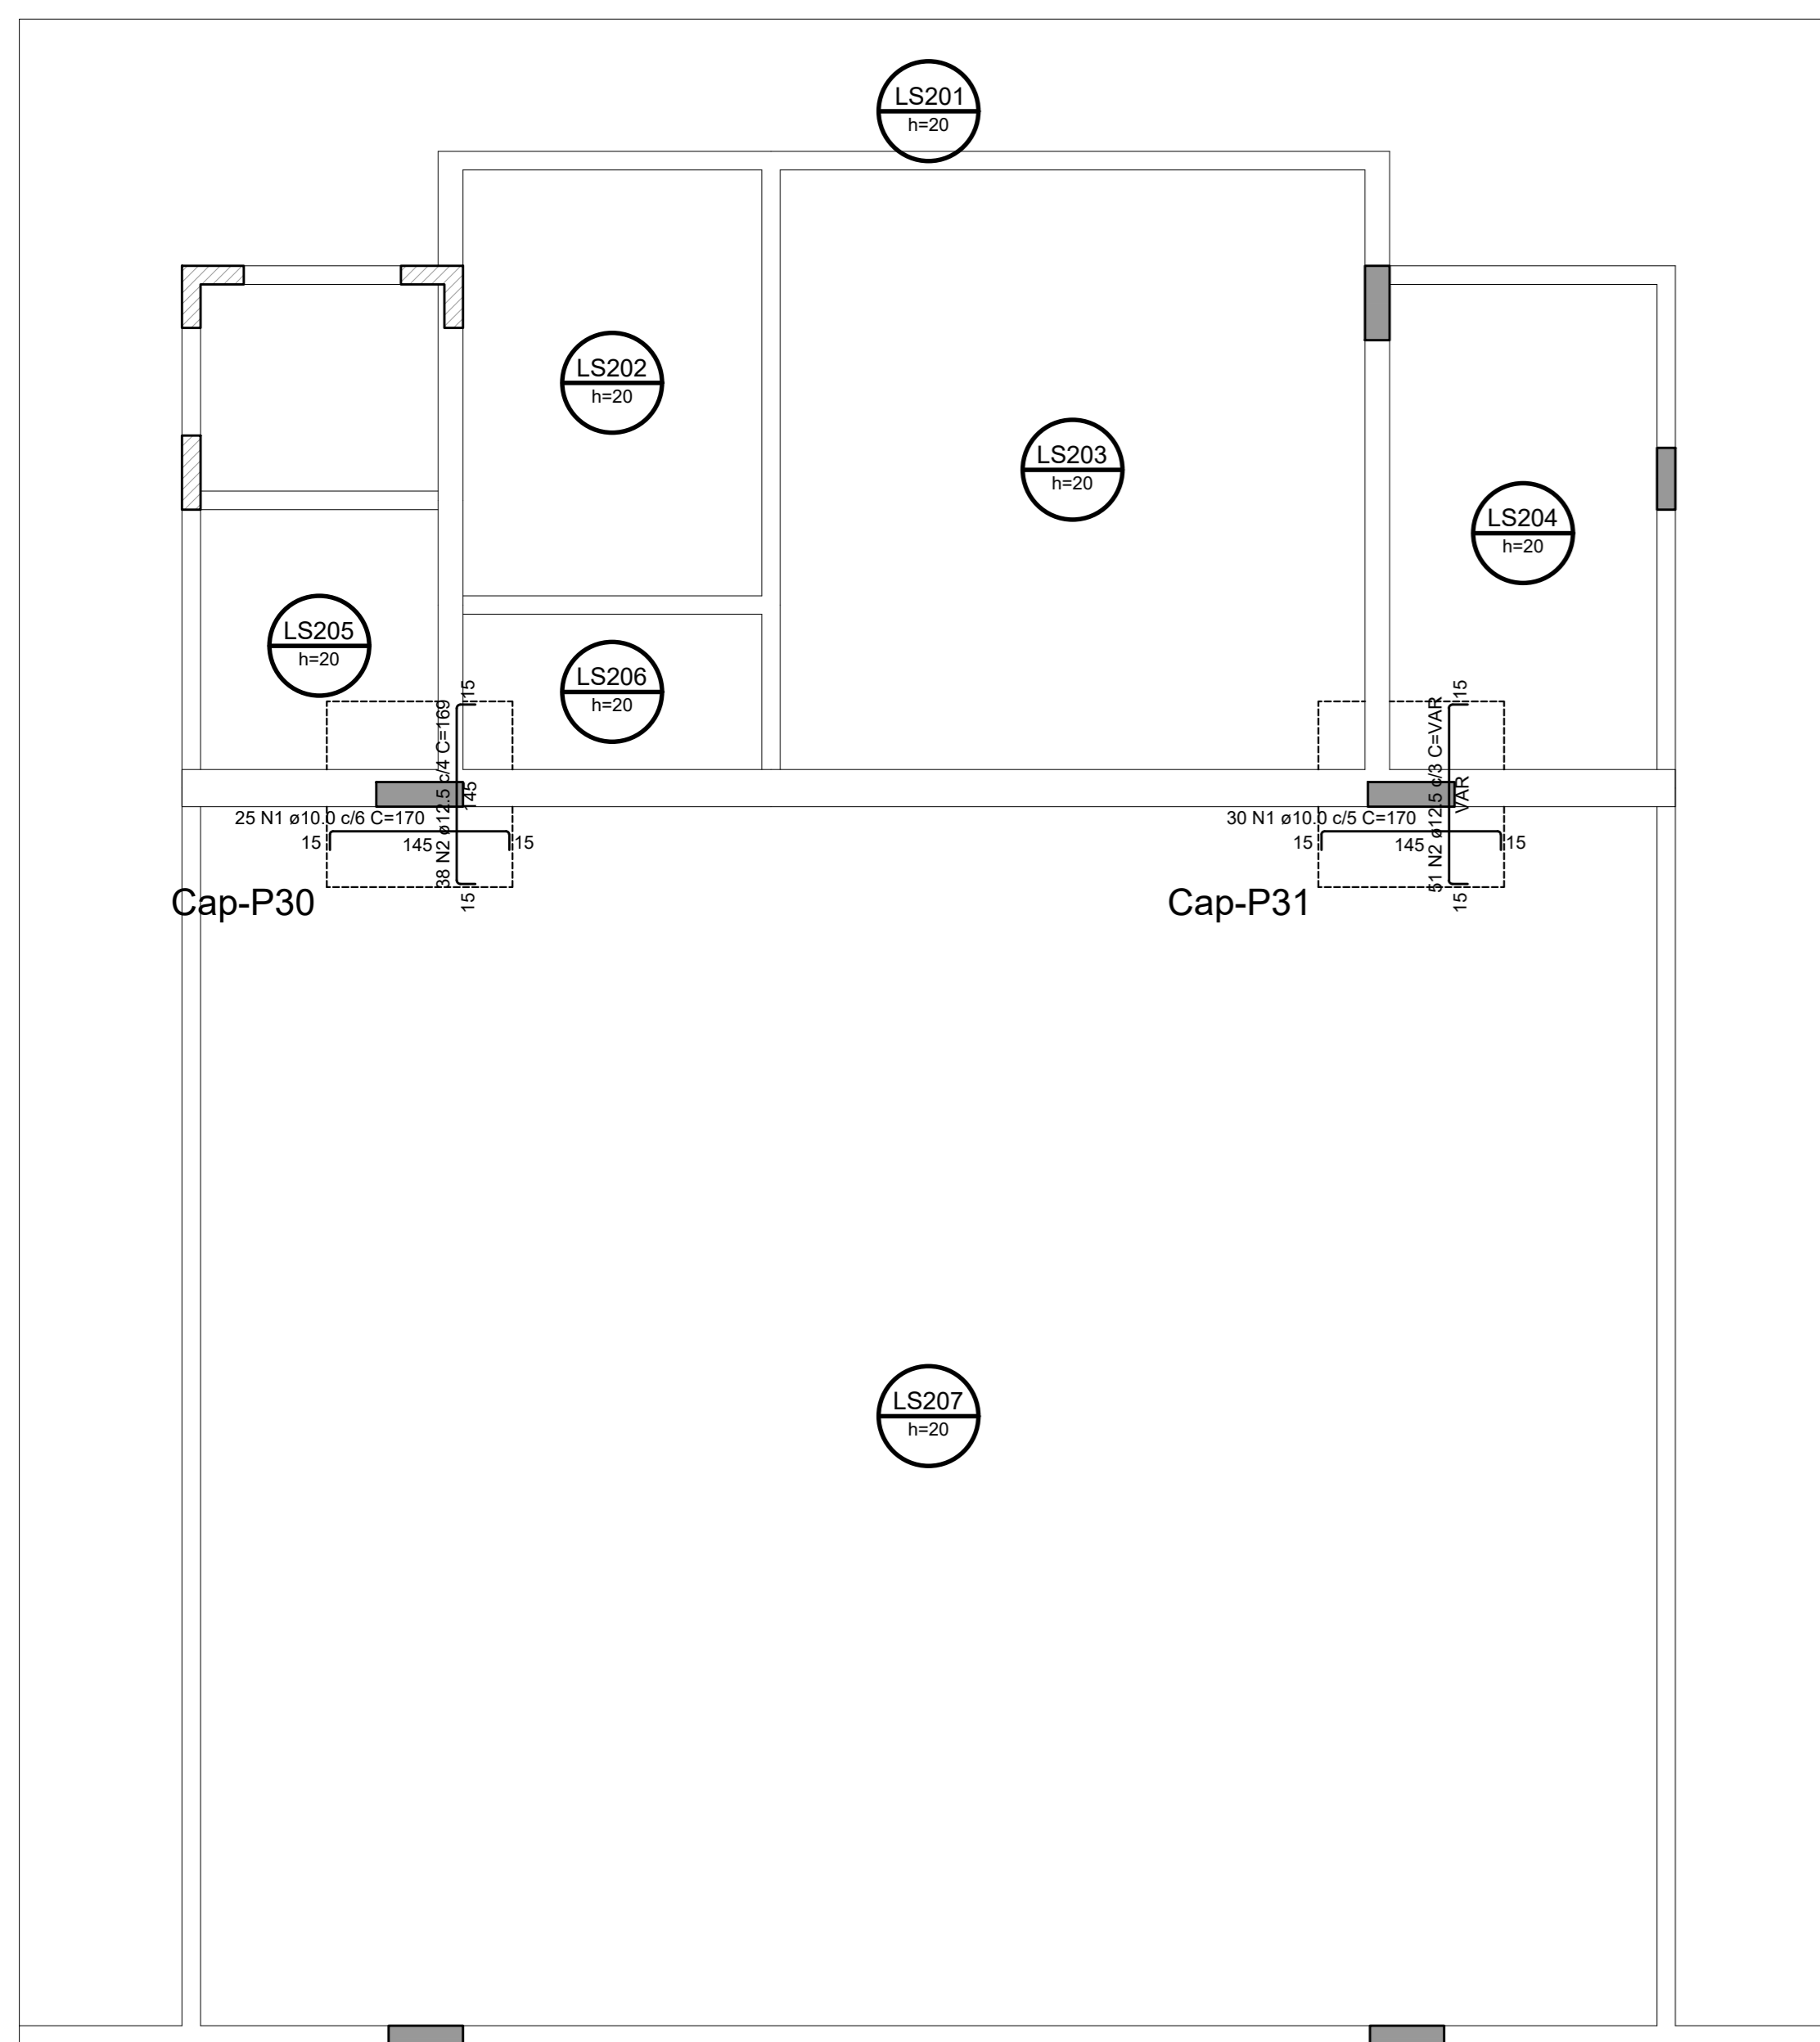 LS201
h=20
LS202
h=20
LS203
h=20
LS204
h=20
LS205
h=20
LS206
h=20
15
38 N2 ø12.5 c/4 C=169
145
15
25 N1 ø10.0 c/6 C=170
15
145
15
Cap-P30
15
51 N2 ø12.5 c/3 C=VAR
VAR
15
30 N1 ø10.0 c/5 C=170
15
145
15
Cap-P31
LS207
h=20